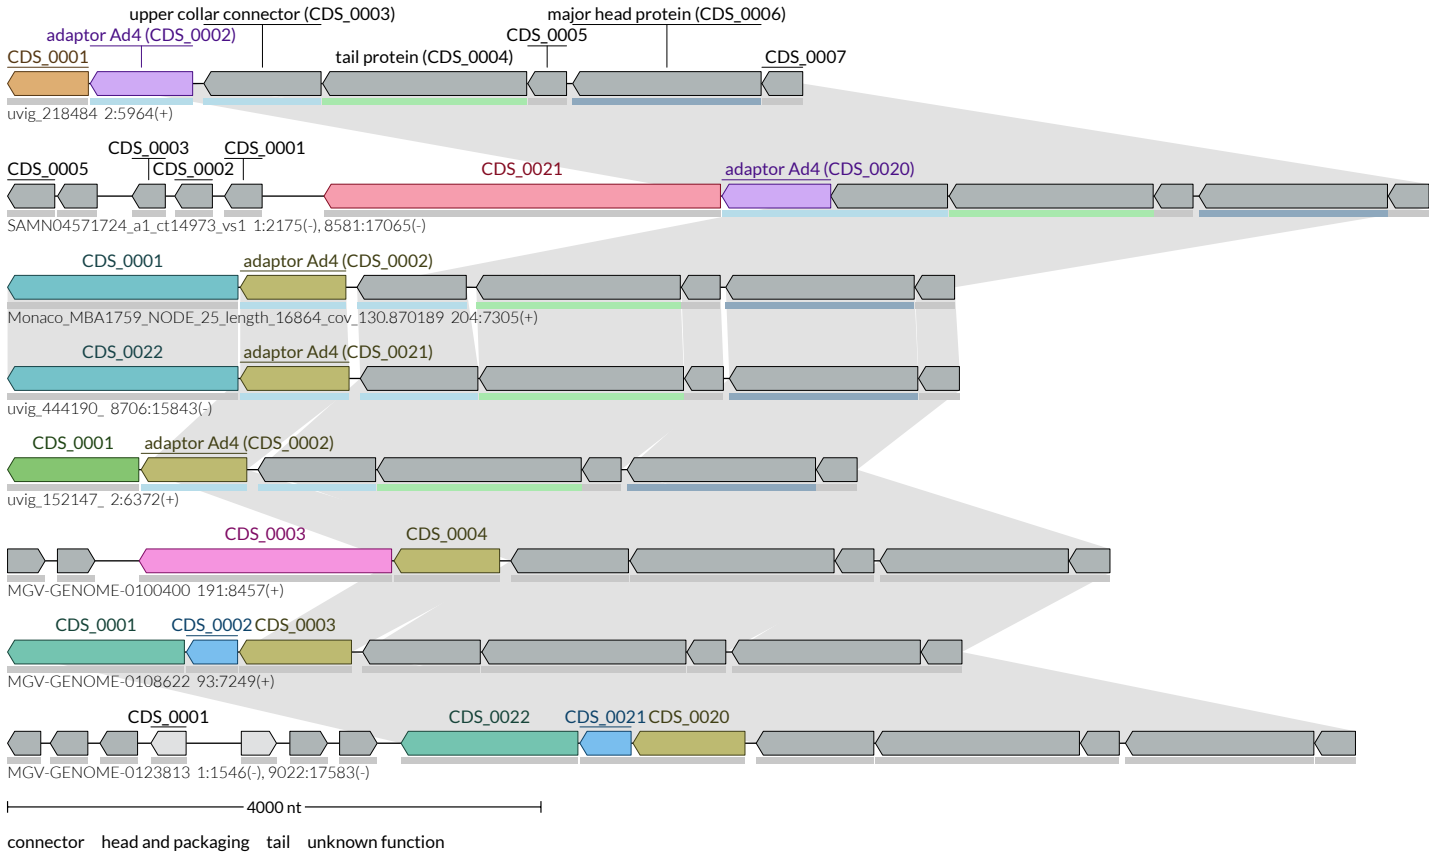 upper collar connector (CDS_0003) major head protein (CDS_0006)
adaptor Ad4 (CDS_0002) CDS_0005
CDS_0001 tail protein (CDS_0004) CDS_0007
uvig_218484 2:5964(+)
CDS_0003 CDS_0001
CDS_0005 CDS_0002 CDS_0021 adaptor Ad4 (CDS_0020)
SAMN04571724_a1_ct14973_vs1 1:2175(-), 8581:17065(-)
CDS_0001 adaptor Ad4 (CDS_0002)
Monaco_MBA1759_NODE_25_length_16864_cov_130.870189 204:7305(+)
CDS_0022 adaptor Ad4 (CDS_0021)
uvig_444190_ 8706:15843(-)
CDS_0001 adaptor Ad4 (CDS_0002)
uvig_152147_ 2:6372(+)
CDS_0003 CDS_0004
MGV-GENOME-0100400 191:8457(+)
CDS_0001 CDS_0002 CDS_0003
MGV-GENOME-0108622 93:7249(+)
CDS_0001 CDS_0022 CDS_0021 CDS_0020
MGV-GENOME-0123813 1:1546(-), 9022:17583(-)
4000 nt
connector head and packaging tail unknown function